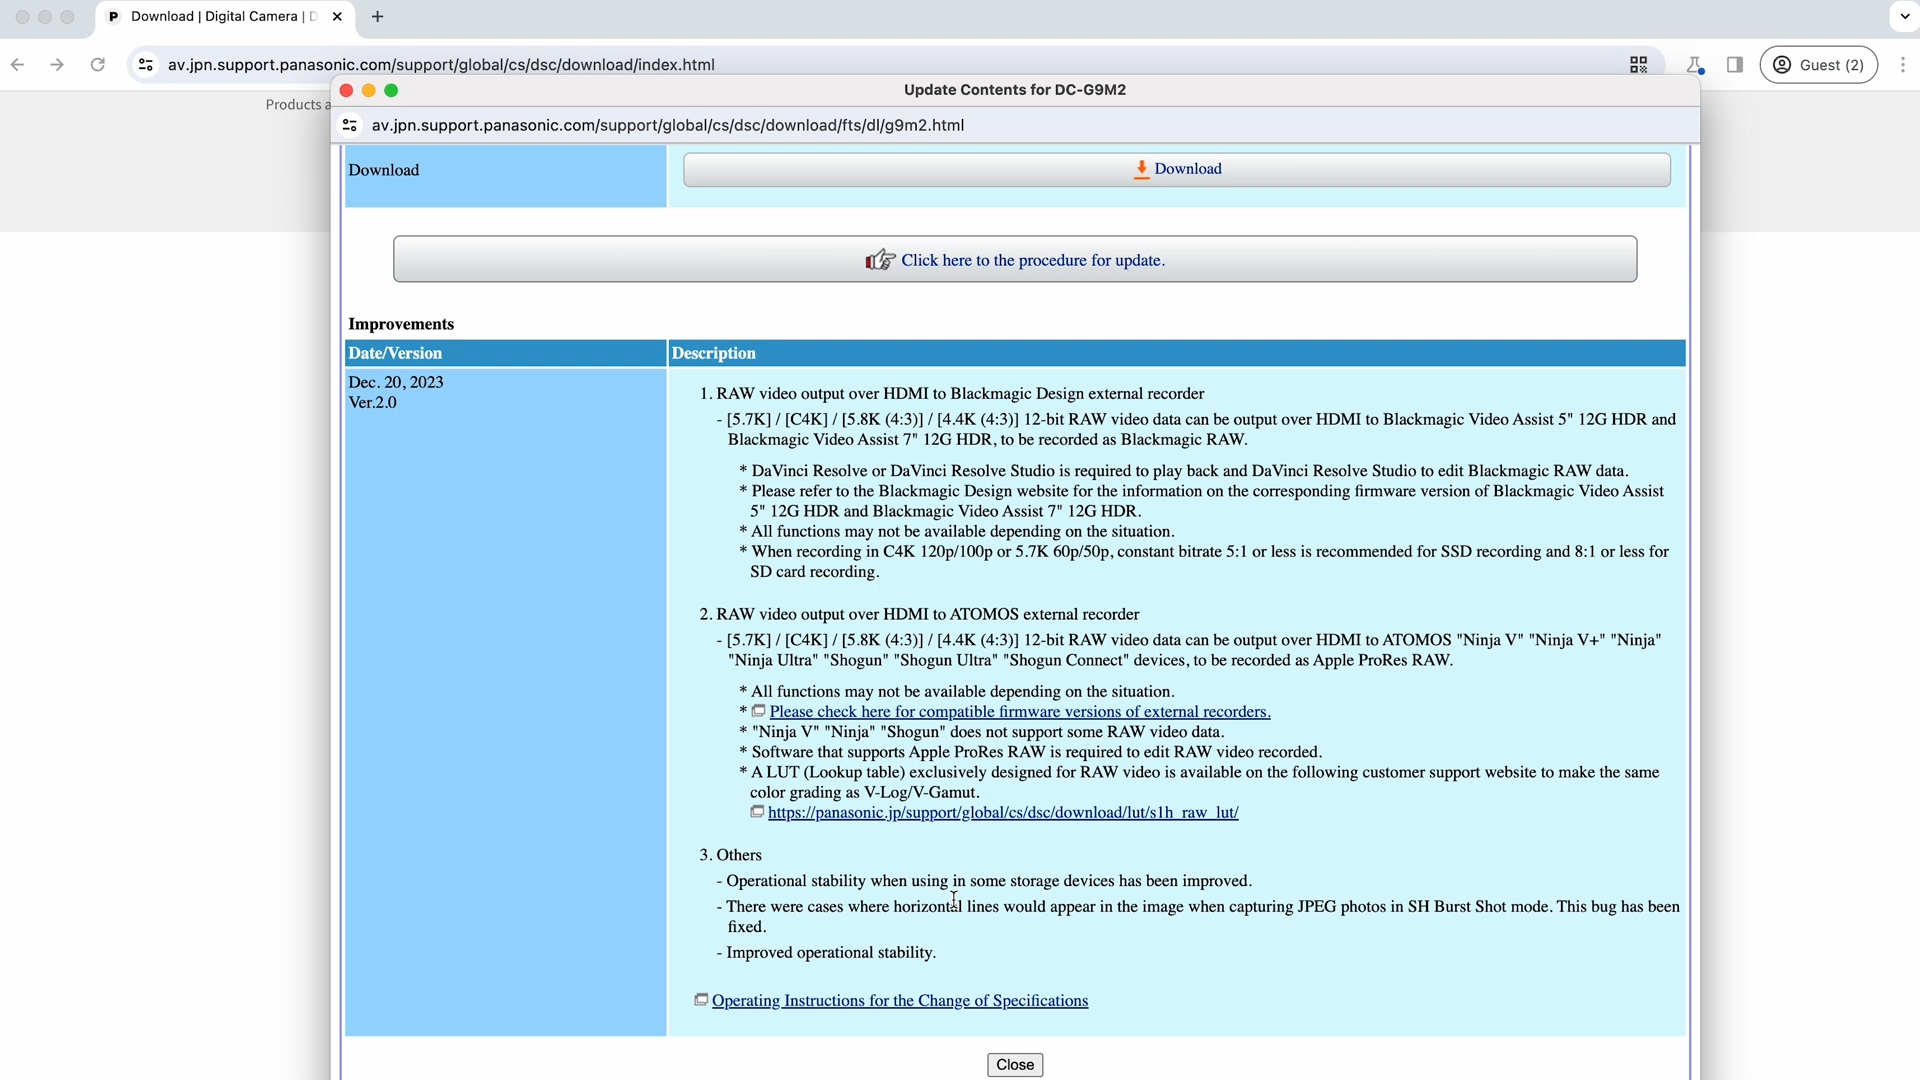 Download | Digital Camera | D
av.jpn.support.panasonic.com/support/global/cs/dsc/download/index.html
Guest (2)
Products a
Update Contents for DC-G9M2
av.jpn.support.panasonic.com/support/global/cs/dsc/download/fts/dl/g9m2.html
Download
Download
Click here to the procedure for update.
Improvements
Date/Version
Description
Dec. 20, 2023
Ver.2.0
1. RAW video output over HDMI to Blackmagic Design external recorder
- [5.7K] / [C4K] / [5.8K (4:3)] / [4.4K (4:3)] 12-bit RAW video data can be output over HDMI to Blackmagic Video Assist 5" 12G HDR and
Blackmagic Video Assist 7" 12G HDR, to be recorded as Blackmagic RAW.
* DaVinci Resolve or DaVinci Resolve Studio is required to play back and DaVinci Resolve Studio to edit Blackmagic RAW data.
* Please refer to the Blackmagic Design website for the information on the corresponding firmware version of Blackmagic Video Assist
5" 12G HDR and Blackmagic Video Assist 7" 12G HDR.
* All functions may not be available depending on the situation.
* When recording in C4K 120p/100p or 5.7K 60p/50p, constant bitrate 5:1 or less is recommended for SSD recording and 8:1 or less for
SD card recording.
2. RAW video output over HDMI to ATOMOS external recorder
- [5.7K] / [C4K] / [5.8K (4:3)] / [4.4K (4:3)] 12-bit RAW video data can be output over HDMI to ATOMOS "Ninja V" "Ninja V+" "Ninja"
"Ninja Ultra" "Shogun" "Shogun Ultra" "Shogun Connect" devices, to be recorded as Apple ProRes RAW.
* All functions may not be available depending on the situation.
* Please check here for compatible firmware versions of external recorders.
* "Ninja V" "Ninja" "Shogun" does not support some RAW video data.
* Software that supports Apple ProRes RAW is required to edit RAW video recorded.
* A LUT (Lookup table) exclusively designed for RAW video is available on the following customer support website to make the same
color grading as V-Log/V-Gamut.
https://panasonic.jp/support/global/cs/dsc/download/lut/s1h_raw_lut/
3. Others
- Operational stability when using in some storage devices has been improved.
- There were cases where horizontal lines would appear in the image when capturing JPEG photos in SH Burst Shot mode. This bug has been
fixed.
- Improved operational stability.
Operating Instructions for the Change of Specifications
Close